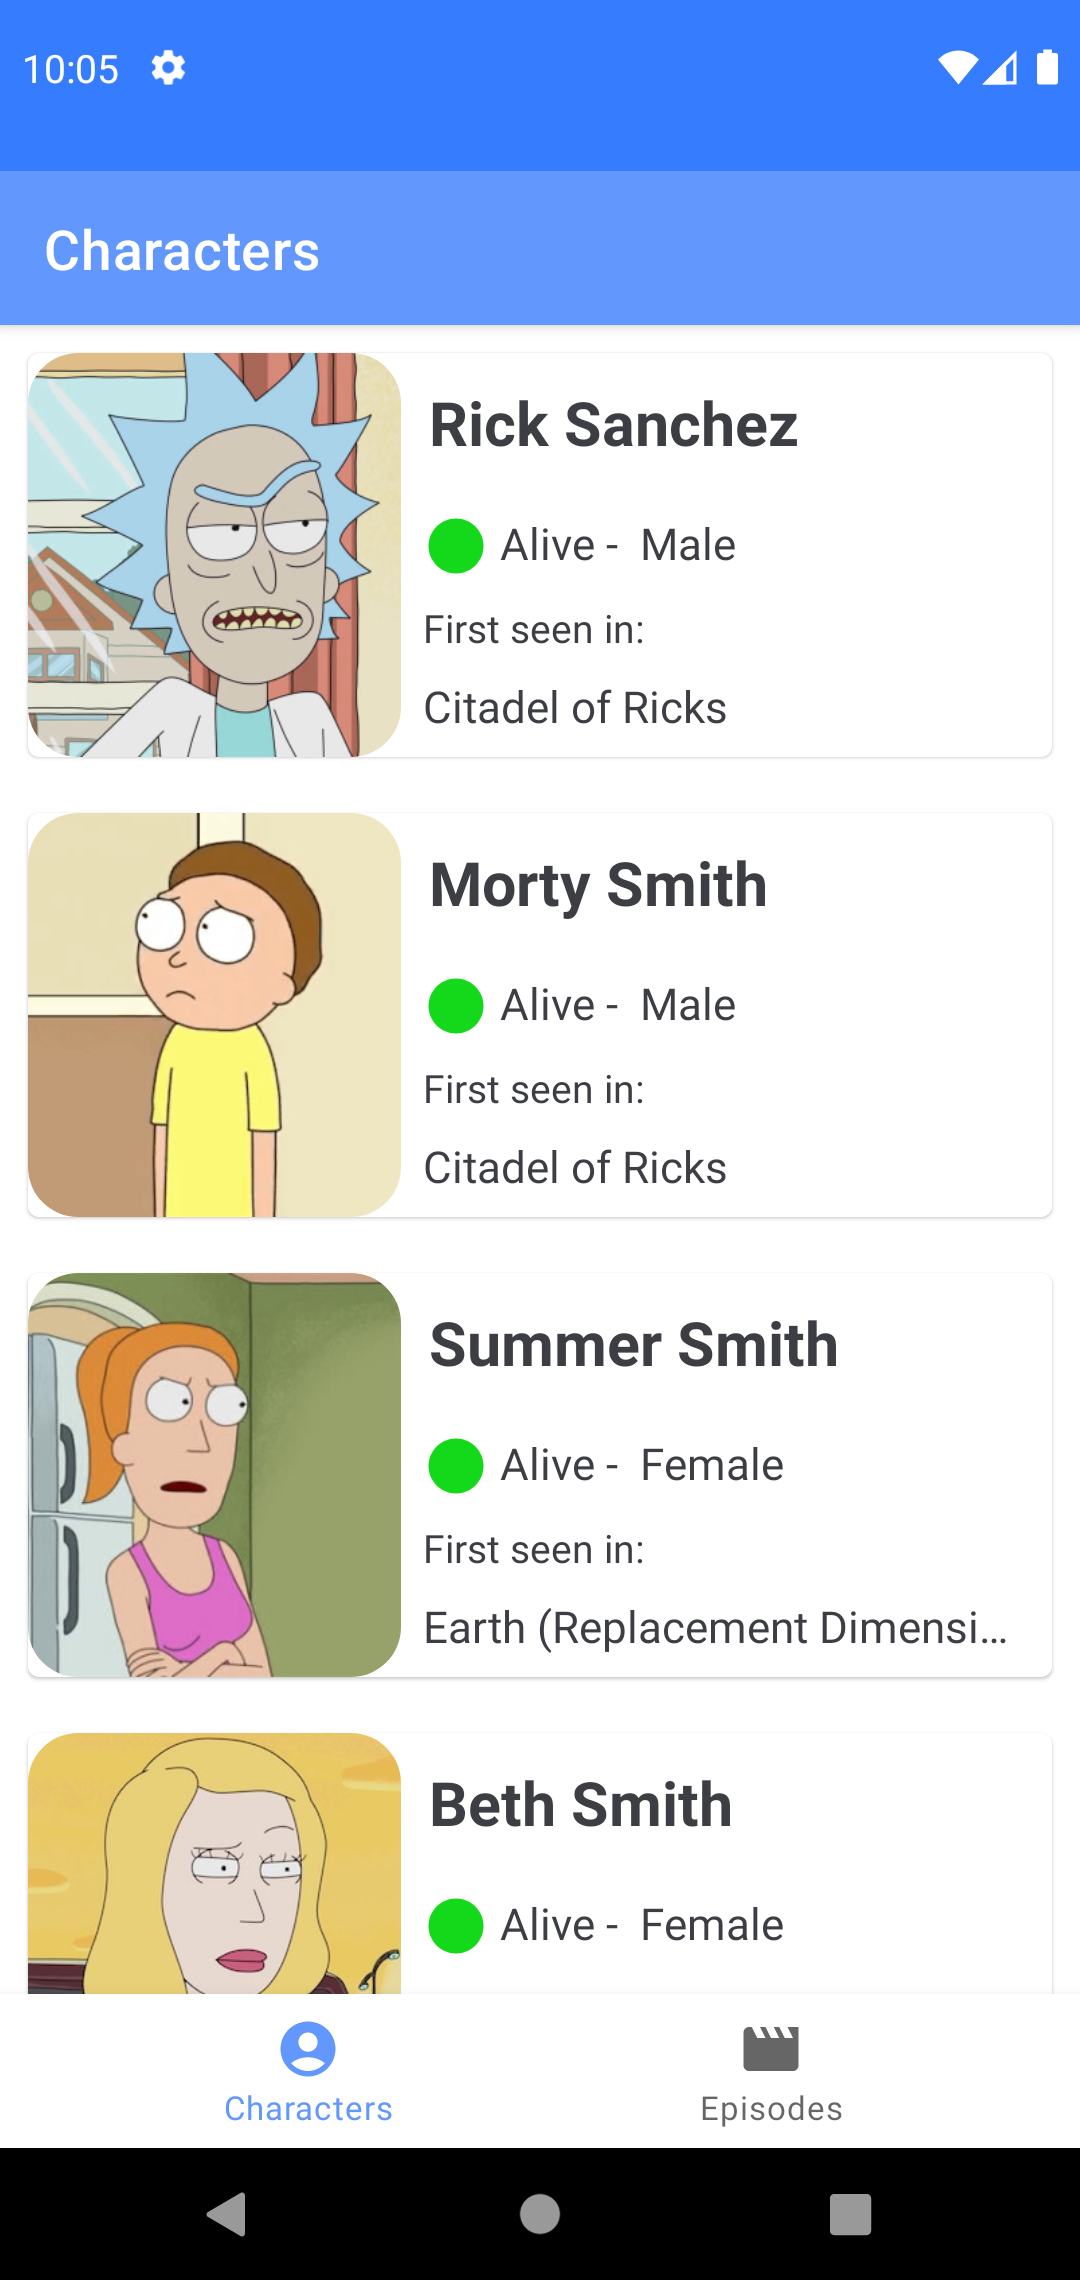 10:05
Characters
Rick Sanchez
Alive - Male
First seen in:
Citadel of Ricks
Morty Smith
Alive - Male
First seen in:
Citadel of Ricks
Summer Smith
Alive - Female
First seen in:
Earth (Replacement Dimensi...
Beth Smith
Alive - Female
Characters
Episodes